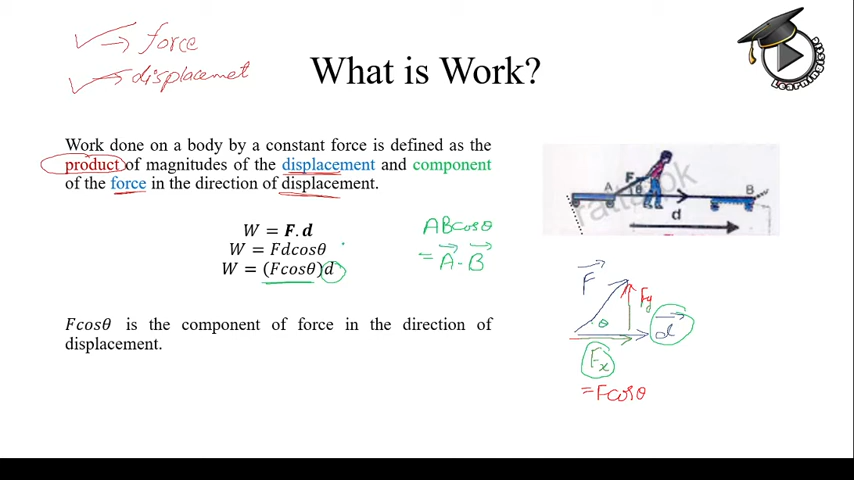 → force
→ displacemet
What is Work?
Work done on a body by a constant force is defined as the
product of magnitudes of the displacement and component
of the force in the direction of displacement.
W = F.d
W = Fdcosθ
W = (Fcosθ)d
ABcosθ
= A⃗ · B⃗
Fcosθ is the component of force in the direction of
displacement.
A
F
θ
B
d
F⃗
Fy
θ
d⃗
Fx
= Fcosθ